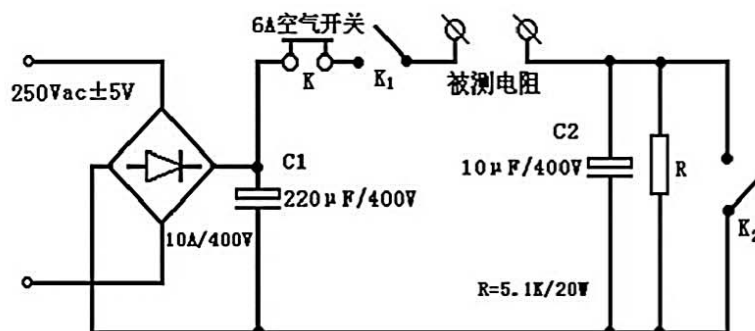 6A空气开关
250Vac±5V
K
K1
被测电阻
C1
C2
220μF/400V
10μF/400V
R
10A/400V
K2
R=5.1K/20W